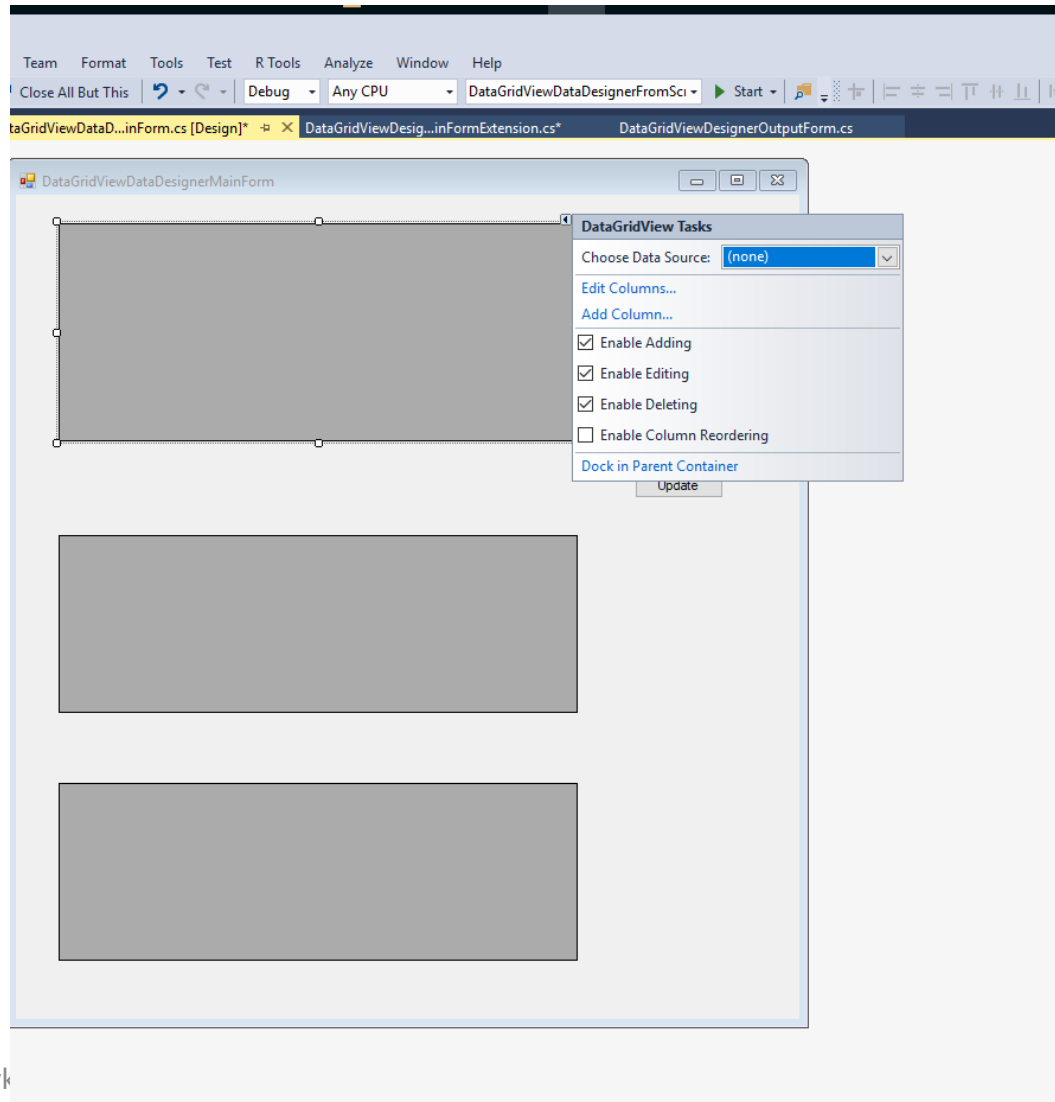 Team Format Tools Test R Tools Analyze Window Help
Close All But This Debug Any CPU DataGridViewDataDesignerFromScr Start
taGridViewDataD...inForm.cs [Design]* DataGridViewDesig...inFormExtension.cs* DataGridViewDesignerOutputForm.cs
DataGridViewDataDesignerMainForm
DataGridView Tasks
Choose Data Source: (none)
Edit Columns...
Add Column...
Enable Adding
Enable Editing
Enable Deleting
Enable Column Reordering
Dock in Parent Container
Update